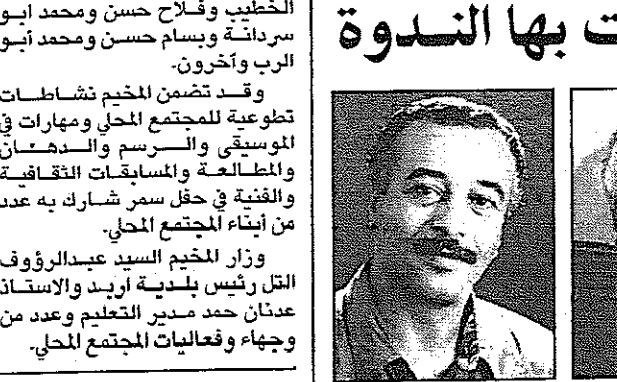 ت بها الندوة
الخطيب وفلاح حسن ومحمد ابو
سردانة وبسام حسن ومحمد أبو
الرب وآخرون.
وقد تضمن المخيم نشاطات
تطوعية للمجتمع المحلي ومهارات في
الموسيقى والرسم والدهان
والمطالعة والمسابقات الثقافية
والفنية في حفل سمر شارك به عدد
من أبناء المجتمع المحلي.
وزار المخيم السيد عبدالرؤوف
التل رئيس بلدية اربد والاستاذ
عدنان حمد مدير التعليم وعدد من
وجهاء وفعاليات المجتمع المحلي.